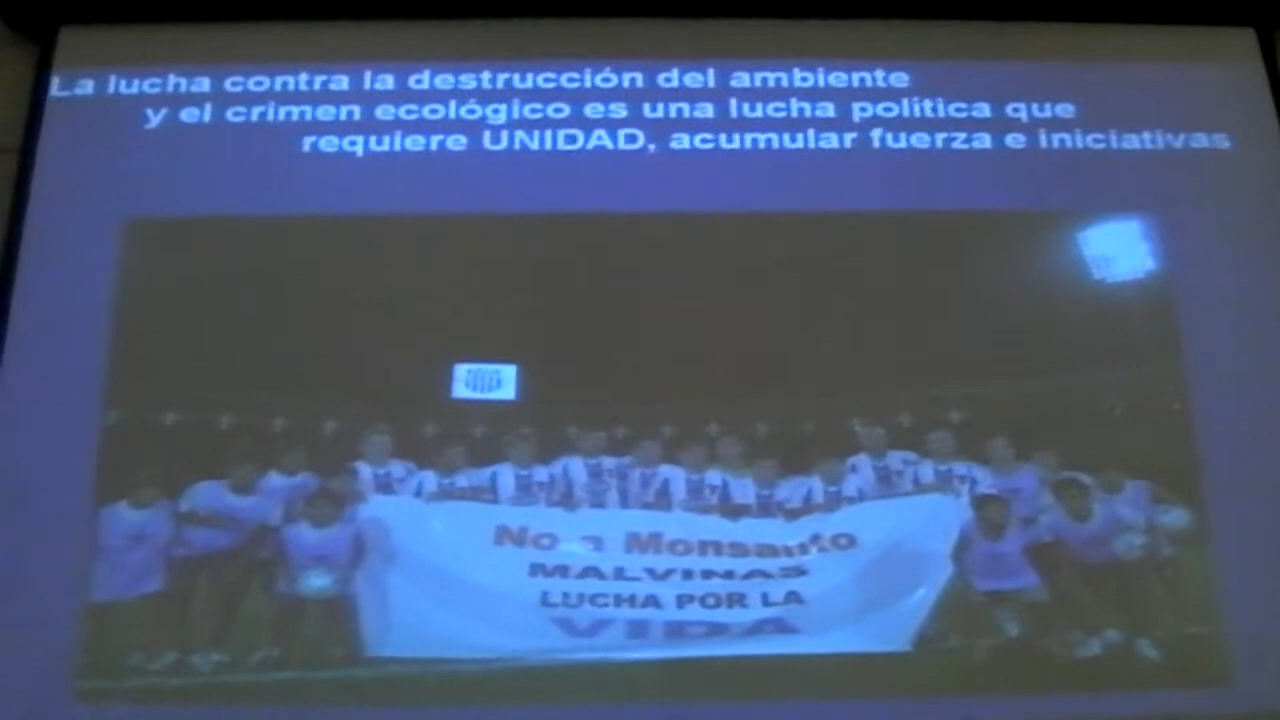 La lucha contra la destrucción del ambiente
y el crimen ecológico es una lucha política que
requiere UNIDAD, acumular fuerza e iniciativas
No a Monsanto
MALVINAS
LUCHA POR LA
VIDA